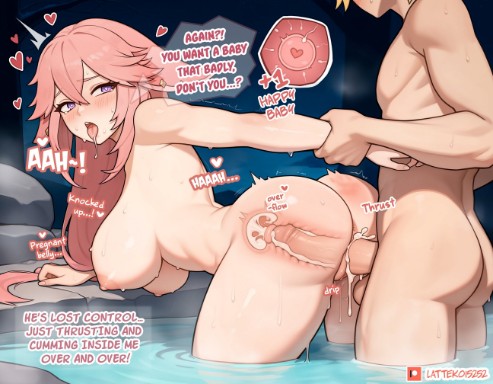 AGAIN?!
YOU WANT A BABY
THAT BADLY,
DON'T YOU...?
+1
HAPPY
BABY
AAH~!
HAAAH...
Knocked
up...!
over
-flow
Thrust
Pregnant
belly...
drip
HE'S LOST CONTROL..
JUST THRUSTING AND
CUMMING INSIDE ME
OVER AND OVER!
LATTEKO15252